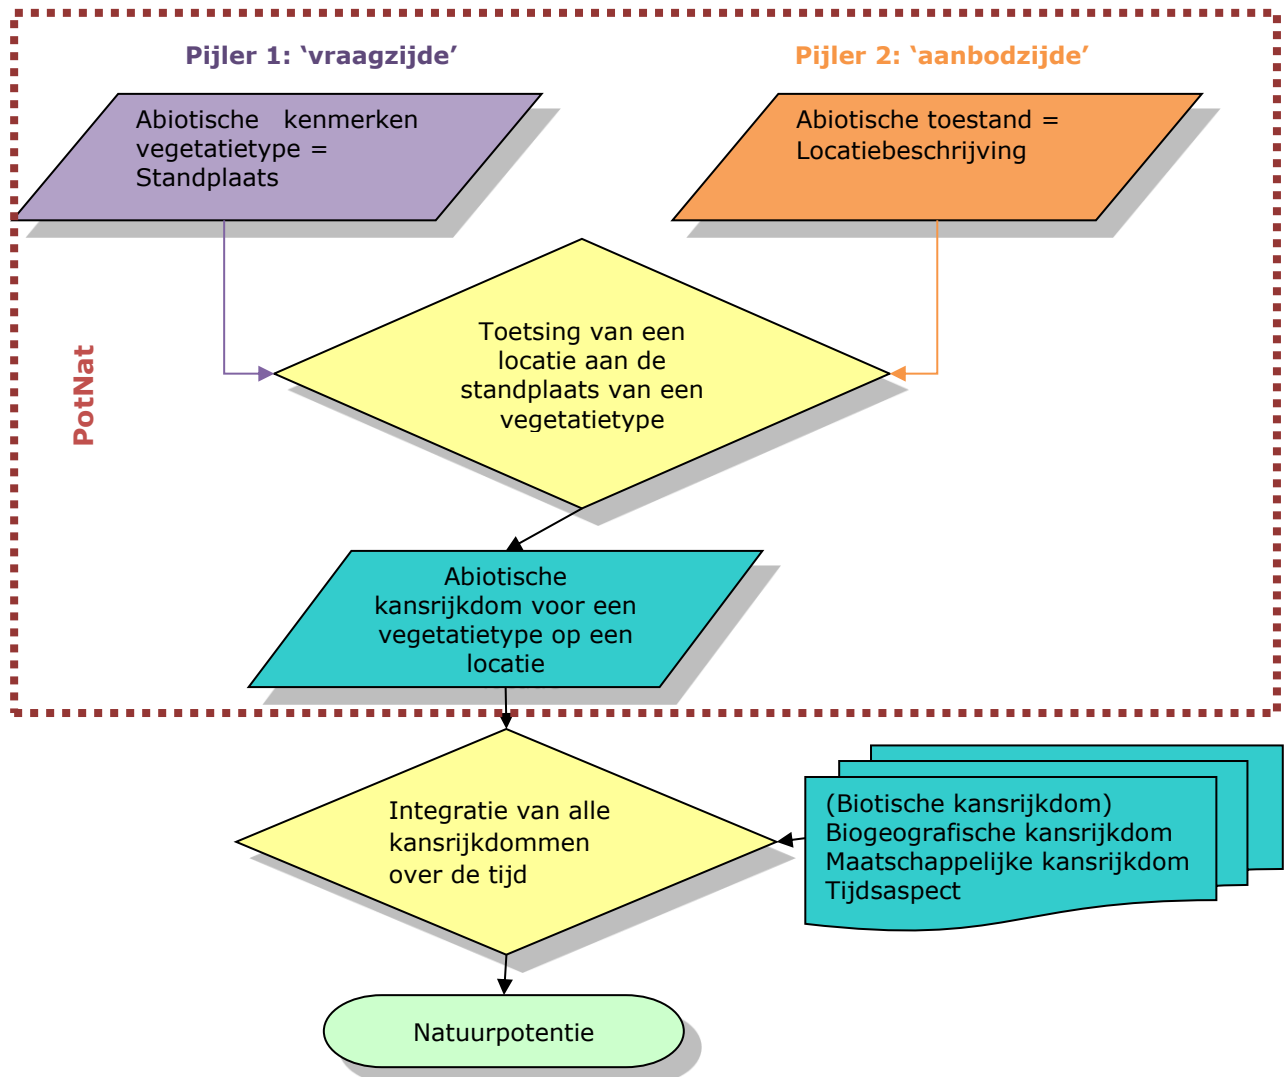 Pijler 1: ‘vraagzijde’
Pijler 2: ‘aanbodzijde’
Abiotische kenmerken
vegetatietype =
Standplaats
Abiotische toestand =
Locatiebeschrijving
PotNat
Toetsing van een
locatie aan de
standplaats van een
vegetatietype
Abiotische
kansrijkdom voor een
vegetatietype op een
locatie
Integratie van alle
kansrijkdommen
over de tijd
(Biotische kansrijkdom)
Biogeografische kansrijkdom
Maatschappelijke kansrijkdom
Tijdsaspect
Natuurpotentie